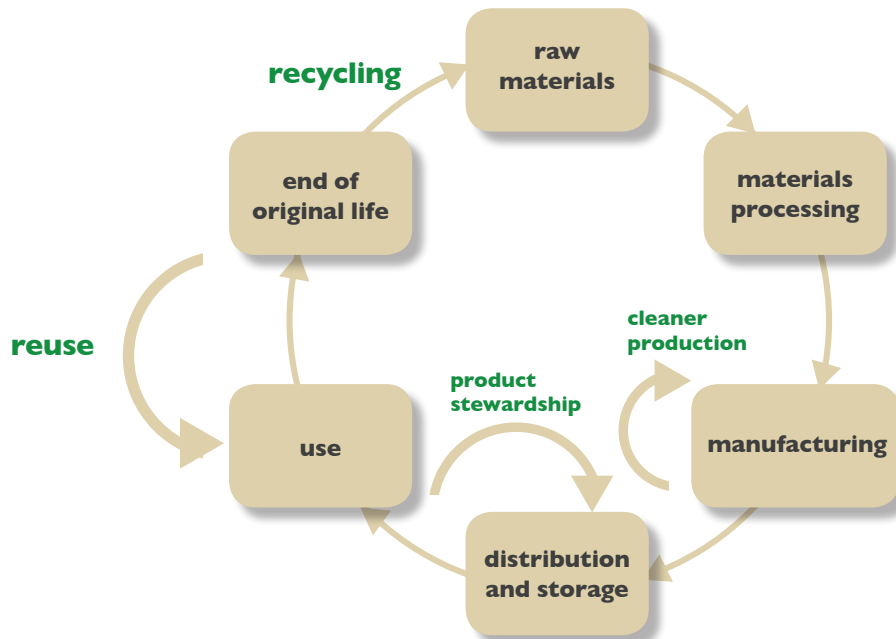 raw
materials
recycling
materials
processing
end of
original life
cleaner
production
reuse
product
stewardship
manufacturing
use
distribution
and storage